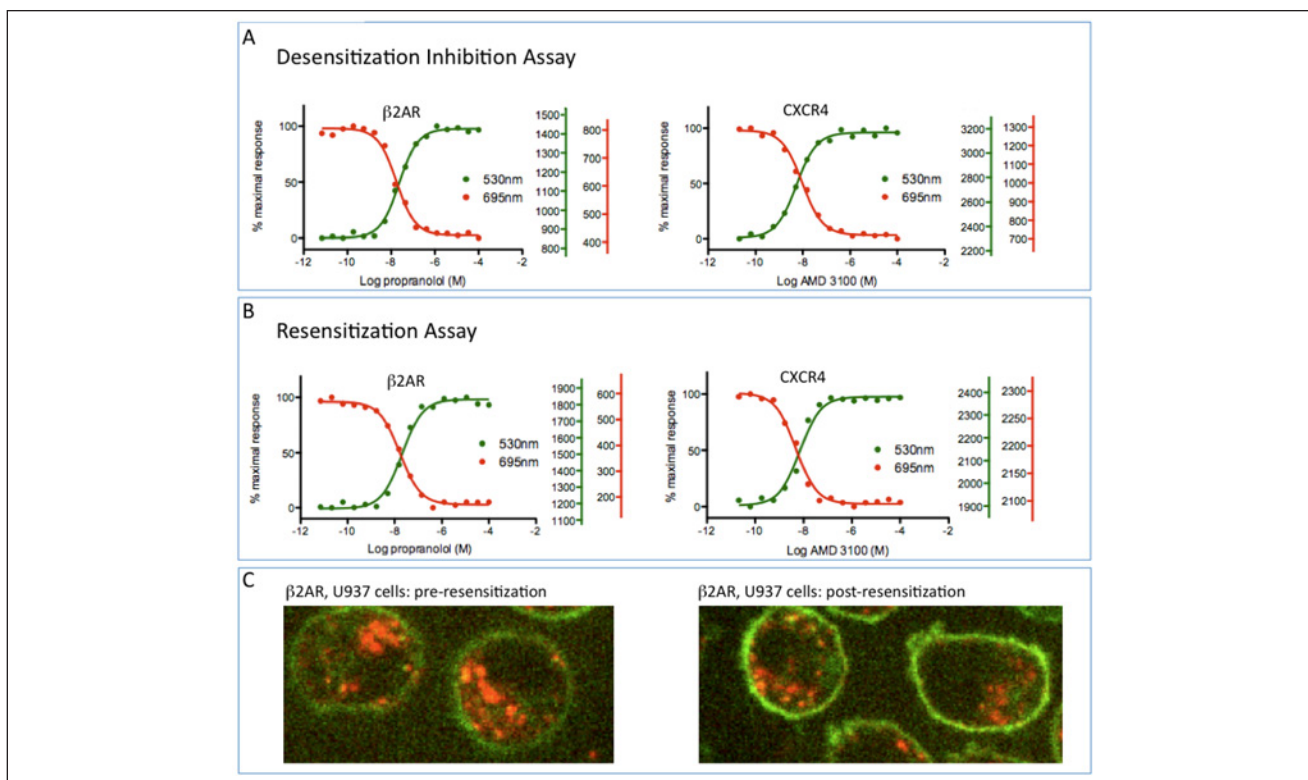 A
Desensitization Inhibition Assay
β2AR
% maximal response
100
50
0
-12 -10 -8 -6 -4 -2
Log propranolol (M)
530nm
695nm
1500
1400
1300
1200
1100
1000
900
800
800
700
600
500
400
CXCR4
% maximal response
100
50
0
-12 -10 -8 -6 -4 -2
Log AMD 3100 (M)
530nm
695nm
3200
3000
2800
2600
2400
2200
1300
1200
1100
1000
900
800
700
B
Resensitization Assay
β2AR
% maximal response
100
50
0
-12 -10 -8 -6 -4 -2
Log propranolol (M)
530nm
695nm
1900
1800
1700
1600
1500
1400
1300
1200
1100
600
500
400
300
200
CXCR4
% maximal response
100
50
0
-12 -10 -8 -6 -4 -2
Log AMD 3100 (M)
530nm
695nm
2400
2300
2200
2100
2000
1900
2300
2250
2200
2150
2100
C
β2AR, U937 cells: pre-resensitization
β2AR, U937 cells: post-resensitization